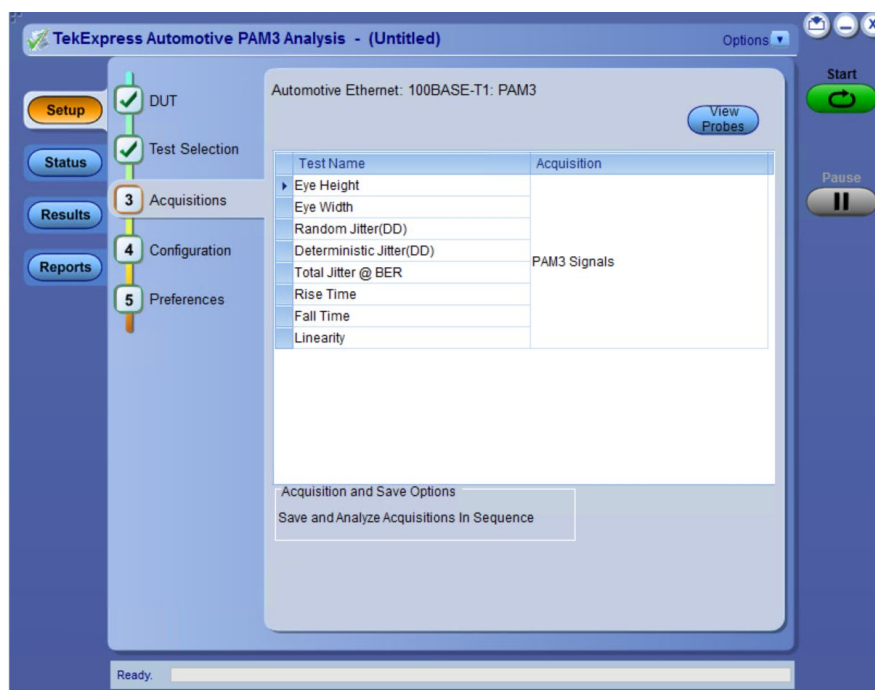 TekExpress Automotive PAM3 Analysis - (Untitled)
Options
Start
Pause
Setup
Status
Results
Reports
DUT
Test Selection
3 Acquisitions
4 Configuration
5 Preferences
Automotive Ethernet: 100BASE-T1: PAM3
View
Probes
Test Name Acquisition
Eye Height
Eye Width
Random Jitter(DD)
Deterministic Jitter(DD)
Total Jitter @ BER
Rise Time
Fall Time
Linearity
PAM3 Signals
Acquisition and Save Options
Save and Analyze Acquisitions In Sequence
Ready.